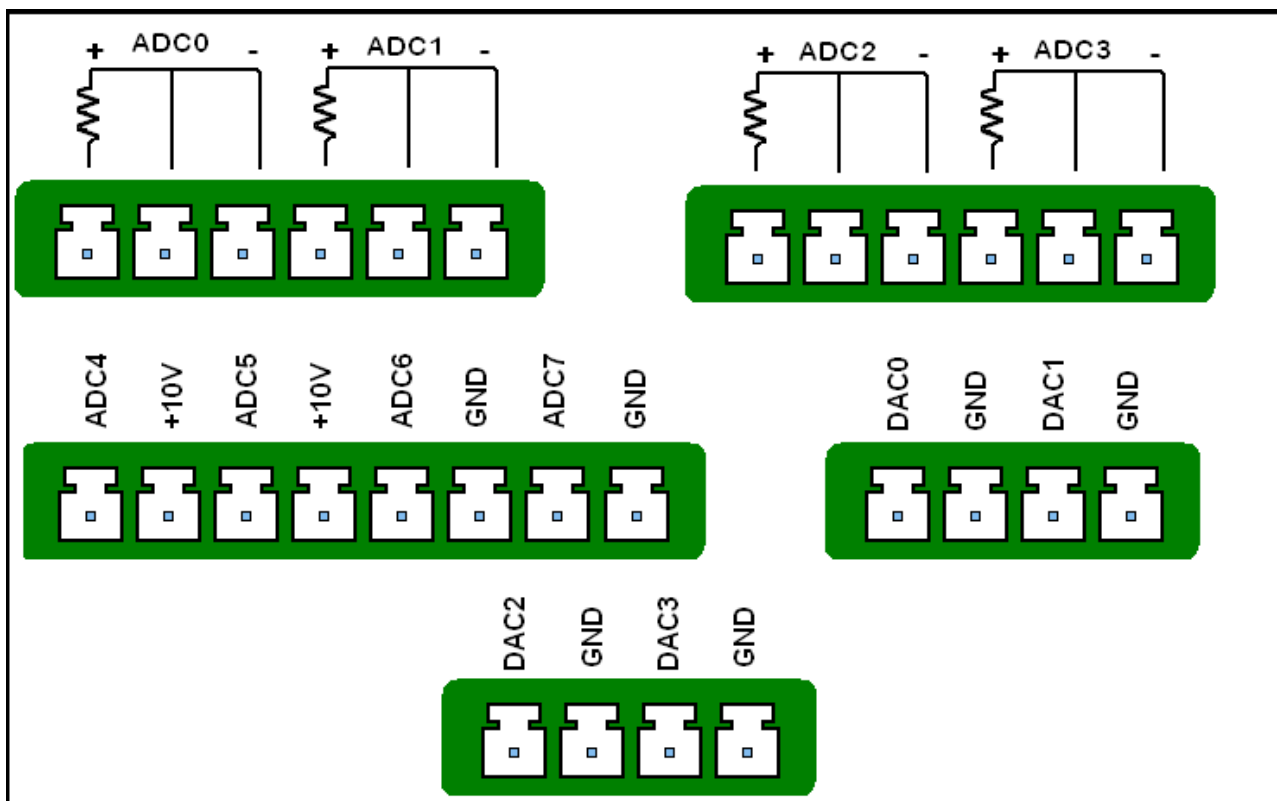 + ADC0 - + ADC1 -
+ ADC2 - + ADC3 -
ADC4 +10V ADC5 +10V ADC6 GND ADC7 GND
DAC0 GND DAC1 GND
DAC2 GND DAC3 GND